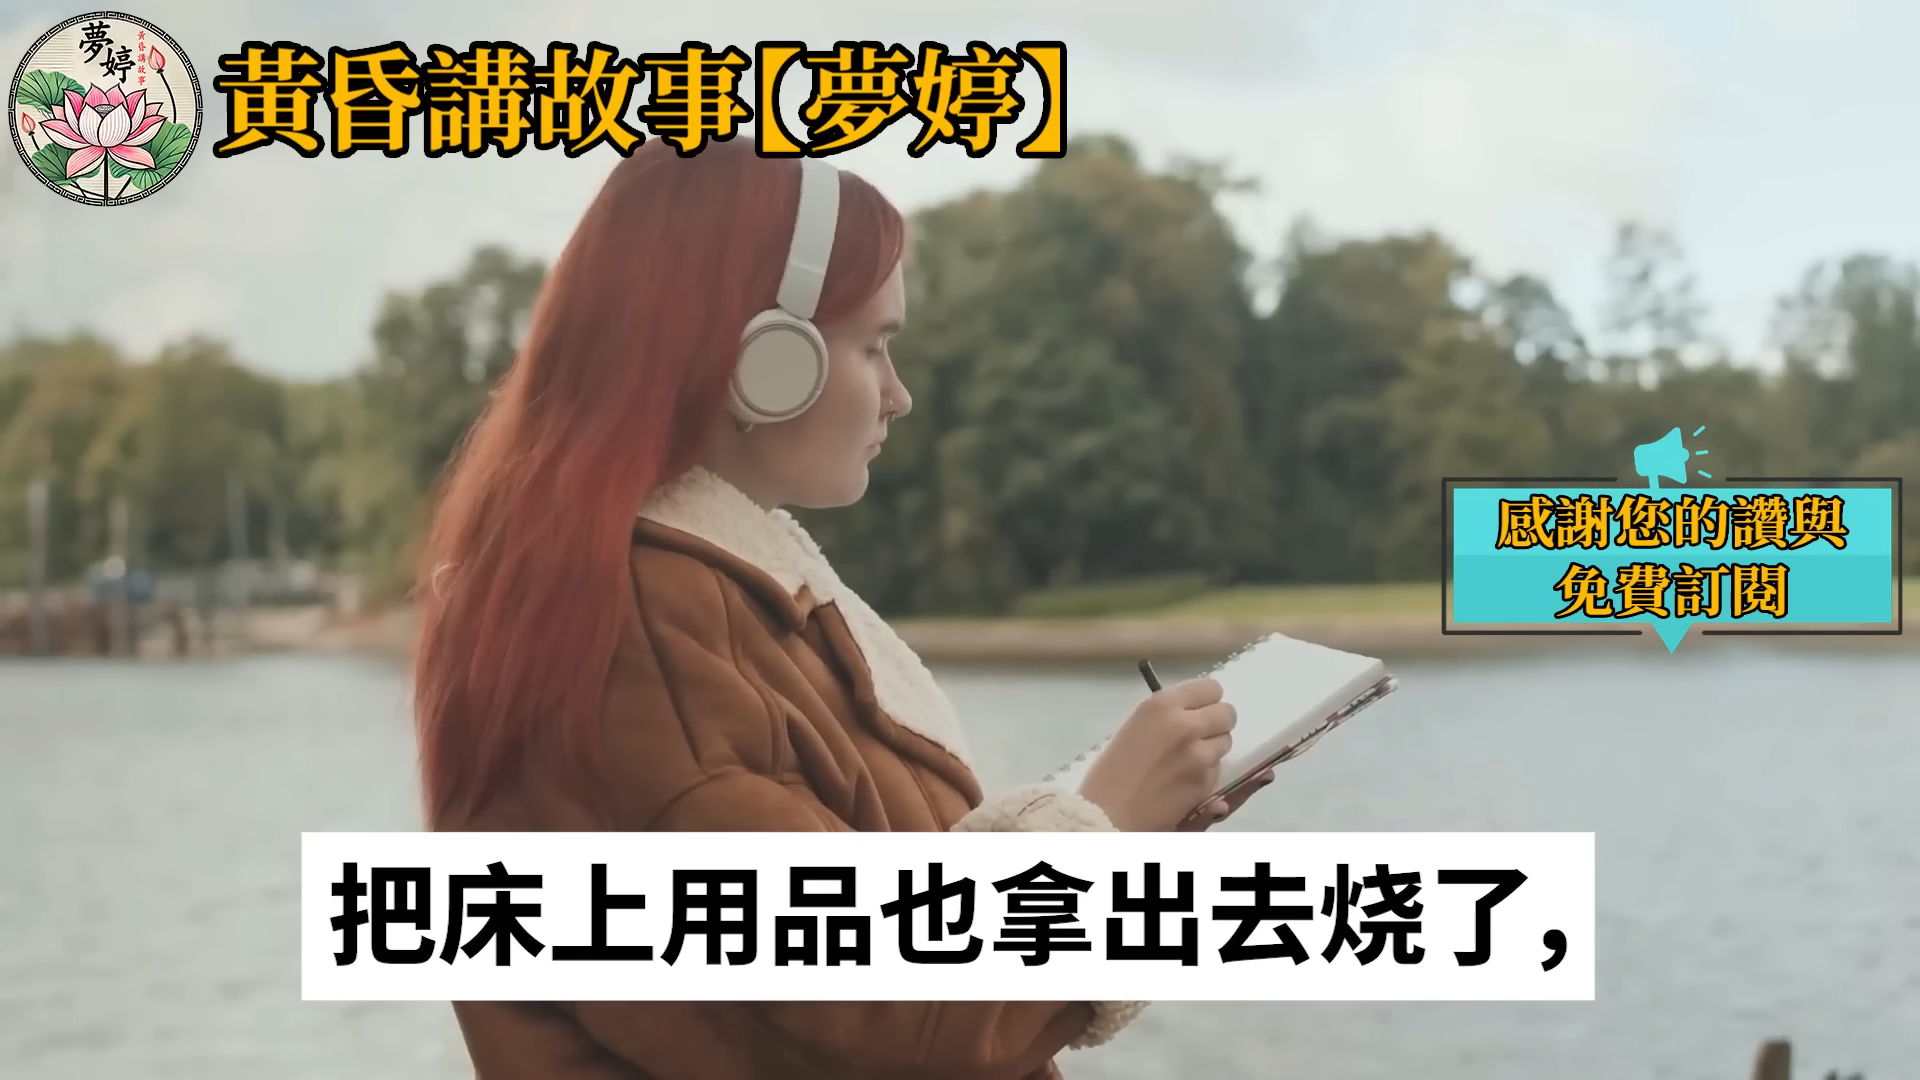 夢婷
黃昏講故事
黃昏講故事【夢婷】
感謝您的讚與
免費訂閱
把床上用品也拿出去烧了，